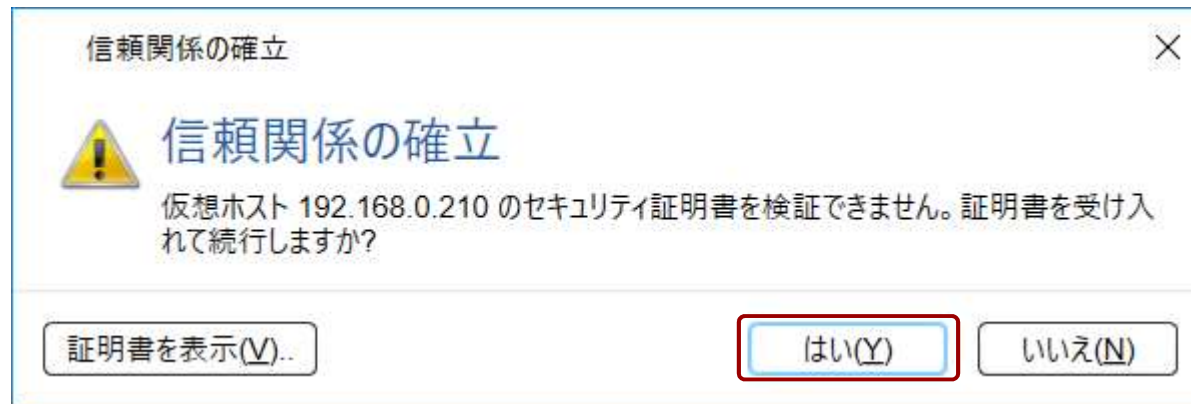 信頼関係の確立
信頼関係の確立
仮想ホスト 192.168.0.210 のセキュリティ証明書を検証できません。証明書を受け入
れて続行しますか?
証明書を表示(V)..
はい(Y)
いいえ(N)